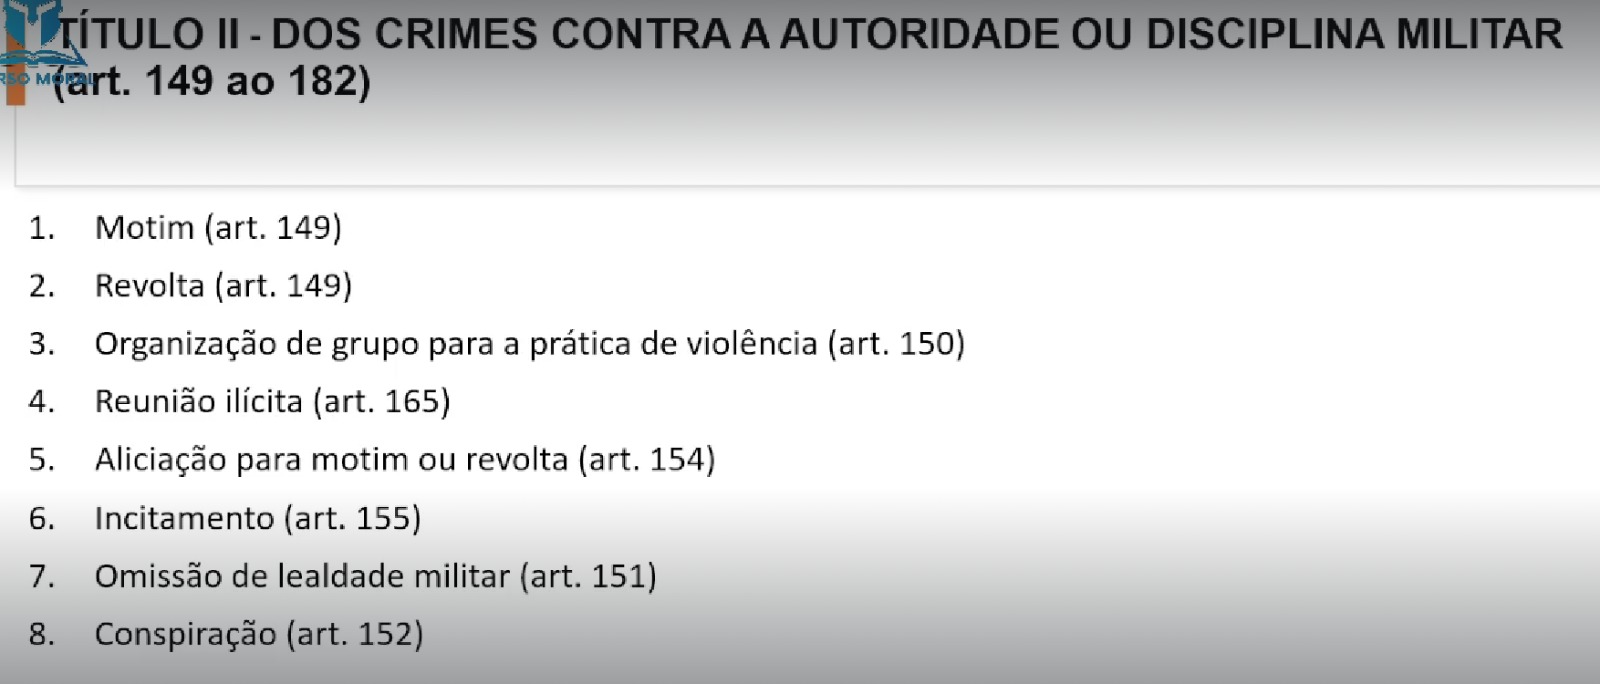 TÍTULO II - DOS CRIMES CONTRA A AUTORIDADE OU DISCIPLINA MILITAR
(art. 149 ao 182)
1. Motim (art. 149)
2. Revolta (art. 149)
3. Organização de grupo para a prática de violência (art. 150)
4. Reunião ilícita (art. 165)
5. Aliciação para motim ou revolta (art. 154)
6. Incitamento (art. 155)
7. Omissão de lealdade militar (art. 151)
8. Conspiração (art. 152)